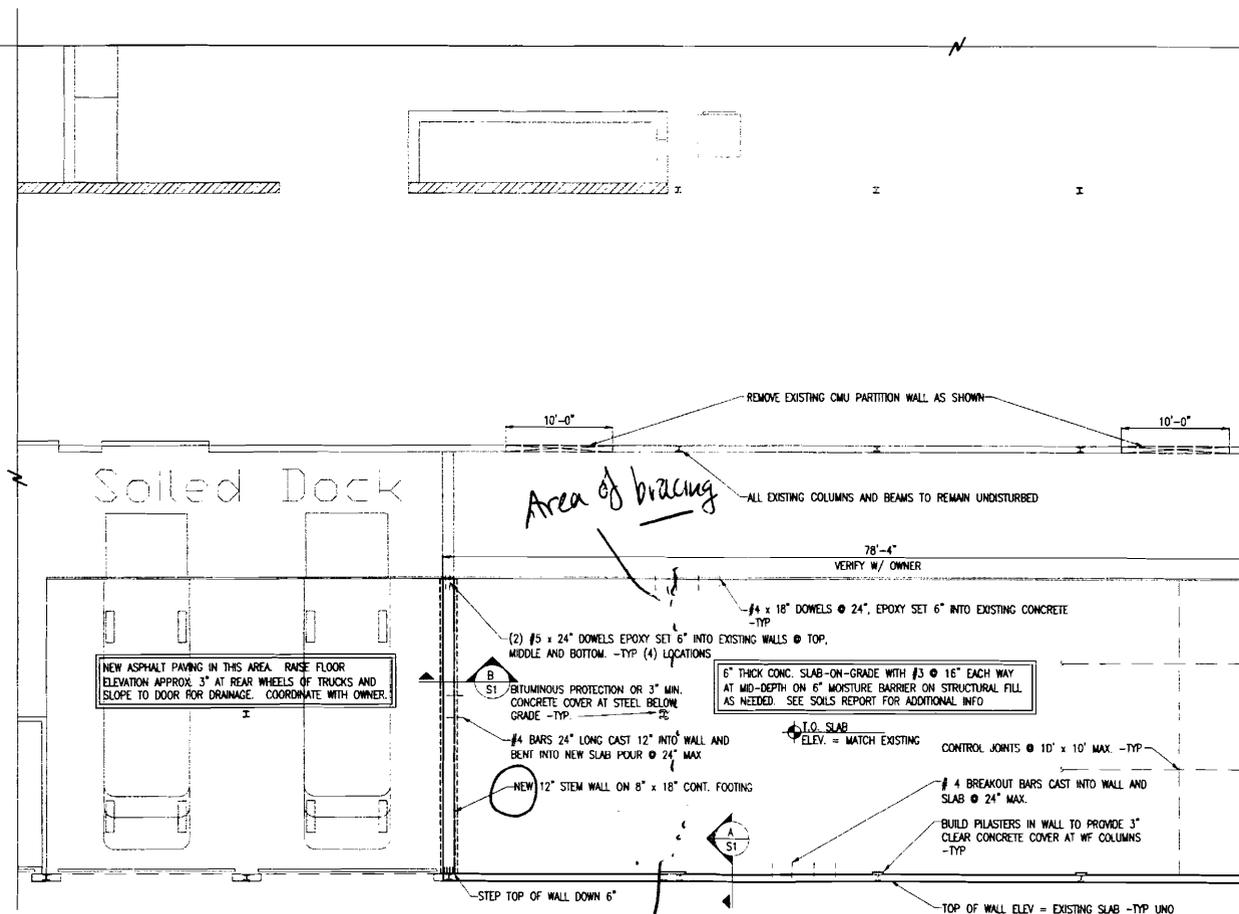 N
REMOVE EXISTING CMU PARTITION WALL AS SHOWN
10'-0"
10'-0"
N
Soiled Dock
Area of bracing
ALL EXISTING COLUMNS AND BEAMS TO REMAIN UNDISTURBED
78'-4"
VERIFY W/ OWNER
#4 x 18" DOWELS @ 24", EPOXY SET 6" INTO EXISTING CONCRETE
-TYP
(2) #5 x 24" DOWELS EPOXY SET 6" INTO EXISTING WALLS @ TOP,
MIDDLE AND BOTTOM. -TYP (4) LOCATIONS
NEW ASPHALT PAVING IN THIS AREA. RAISE FLOOR
ELEVATION APPROX. 3" AT REAR WHEELS OF TRUCKS AND
SLOPE TO DOOR FOR DRAINAGE. COORDINATE WITH OWNER.
B
S1
BITUMINOUS PROTECTION OR 3" MIN.
CONCRETE COVER AT STEEL BELOW
GRADE -TYP.
6" THICK CONC. SLAB-ON-GRADE WITH #3 @ 16" EACH WAY
AT MID-DEPTH ON 6" MOISTURE BARRIER ON STRUCTURAL FILL
AS NEEDED. SEE SOILS REPORT FOR ADDITIONAL INFO
T.O. SLAB
ELEV. = MATCH EXISTING
#4 BARS 24" LONG CAST 12" INTO WALL AND
BENT INTO NEW SLAB POUR @ 24" MAX
CONTROL JOINTS @ 10' x 10' MAX. -TYP
NEW 12" STEM WALL ON 8" x 18" CONT. FOOTING
# 4 BREAKOUT BARS CAST INTO WALL AND
SLAB @ 24" MAX.
A
S1
BUILD PILASTERS IN WALL TO PROVIDE 3"
CLEAR CONCRETE COVER AT WF COLUMNS
-TYP
STEP TOP OF WALL DOWN 6"
TOP OF WALL ELEV = EXISTING SLAB -TYP UNO